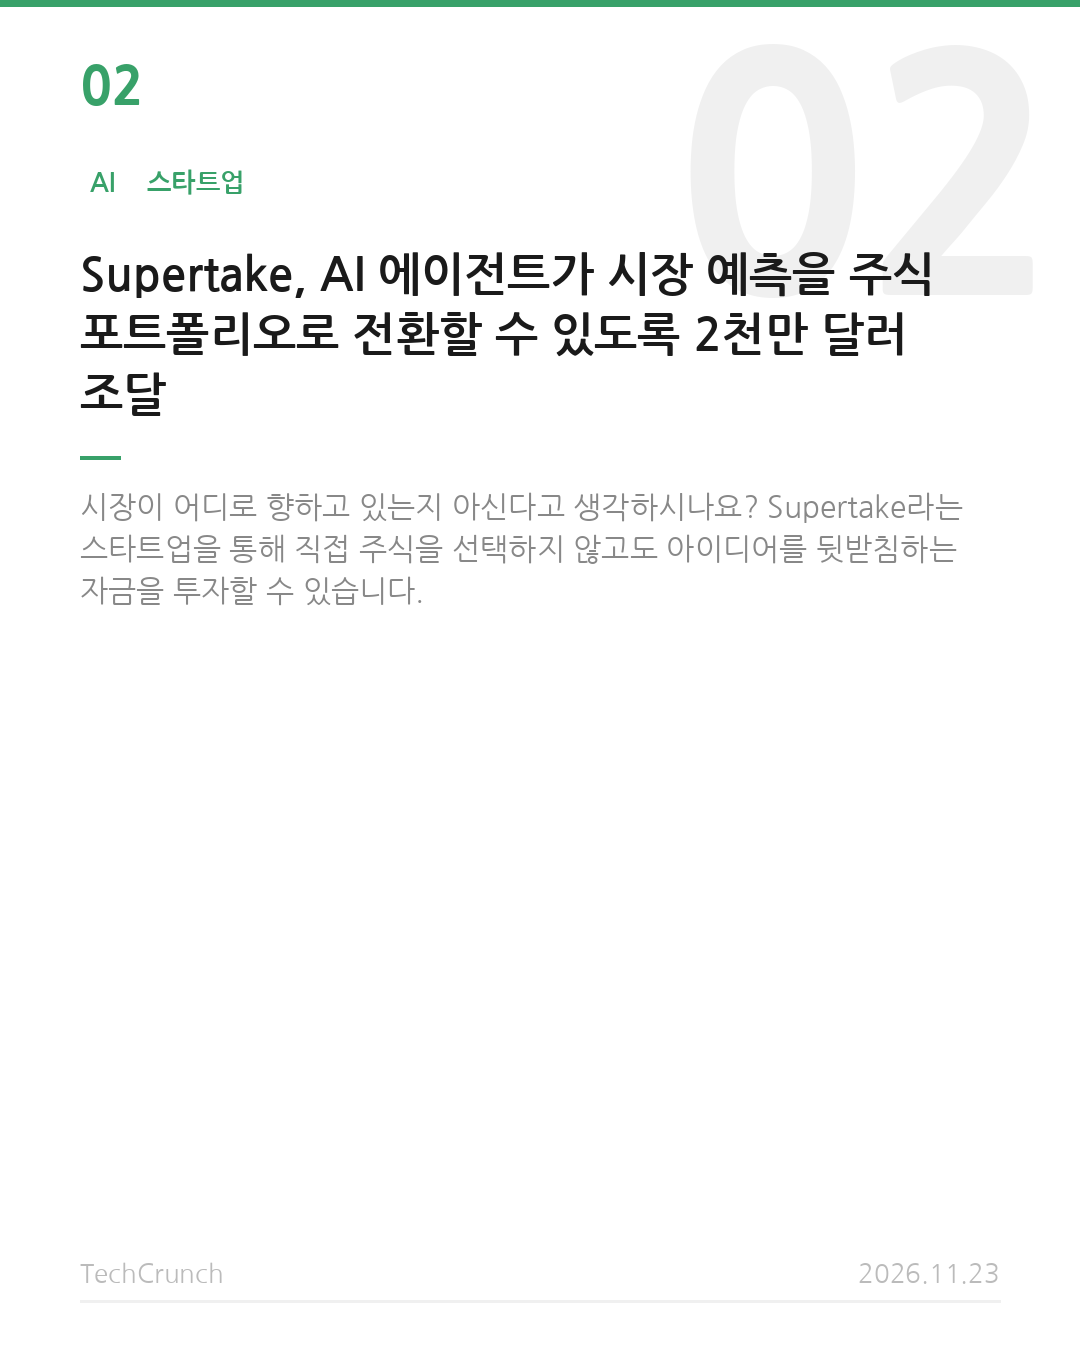 02
02
AI 스타트업
Supertake, AI 에이전트가 시장 예측을 주식
포트폴리오로 전환할 수 있도록 2천만 달러
조달
시장이 어디로 향하고 있는지 아신다고 생각하시나요? Supertake라는
스타트업을 통해 직접 주식을 선택하지 않고도 아이디어를 뒷받침하는
자금을 투자할 수 있습니다.
TechCrunch 2026.11.23